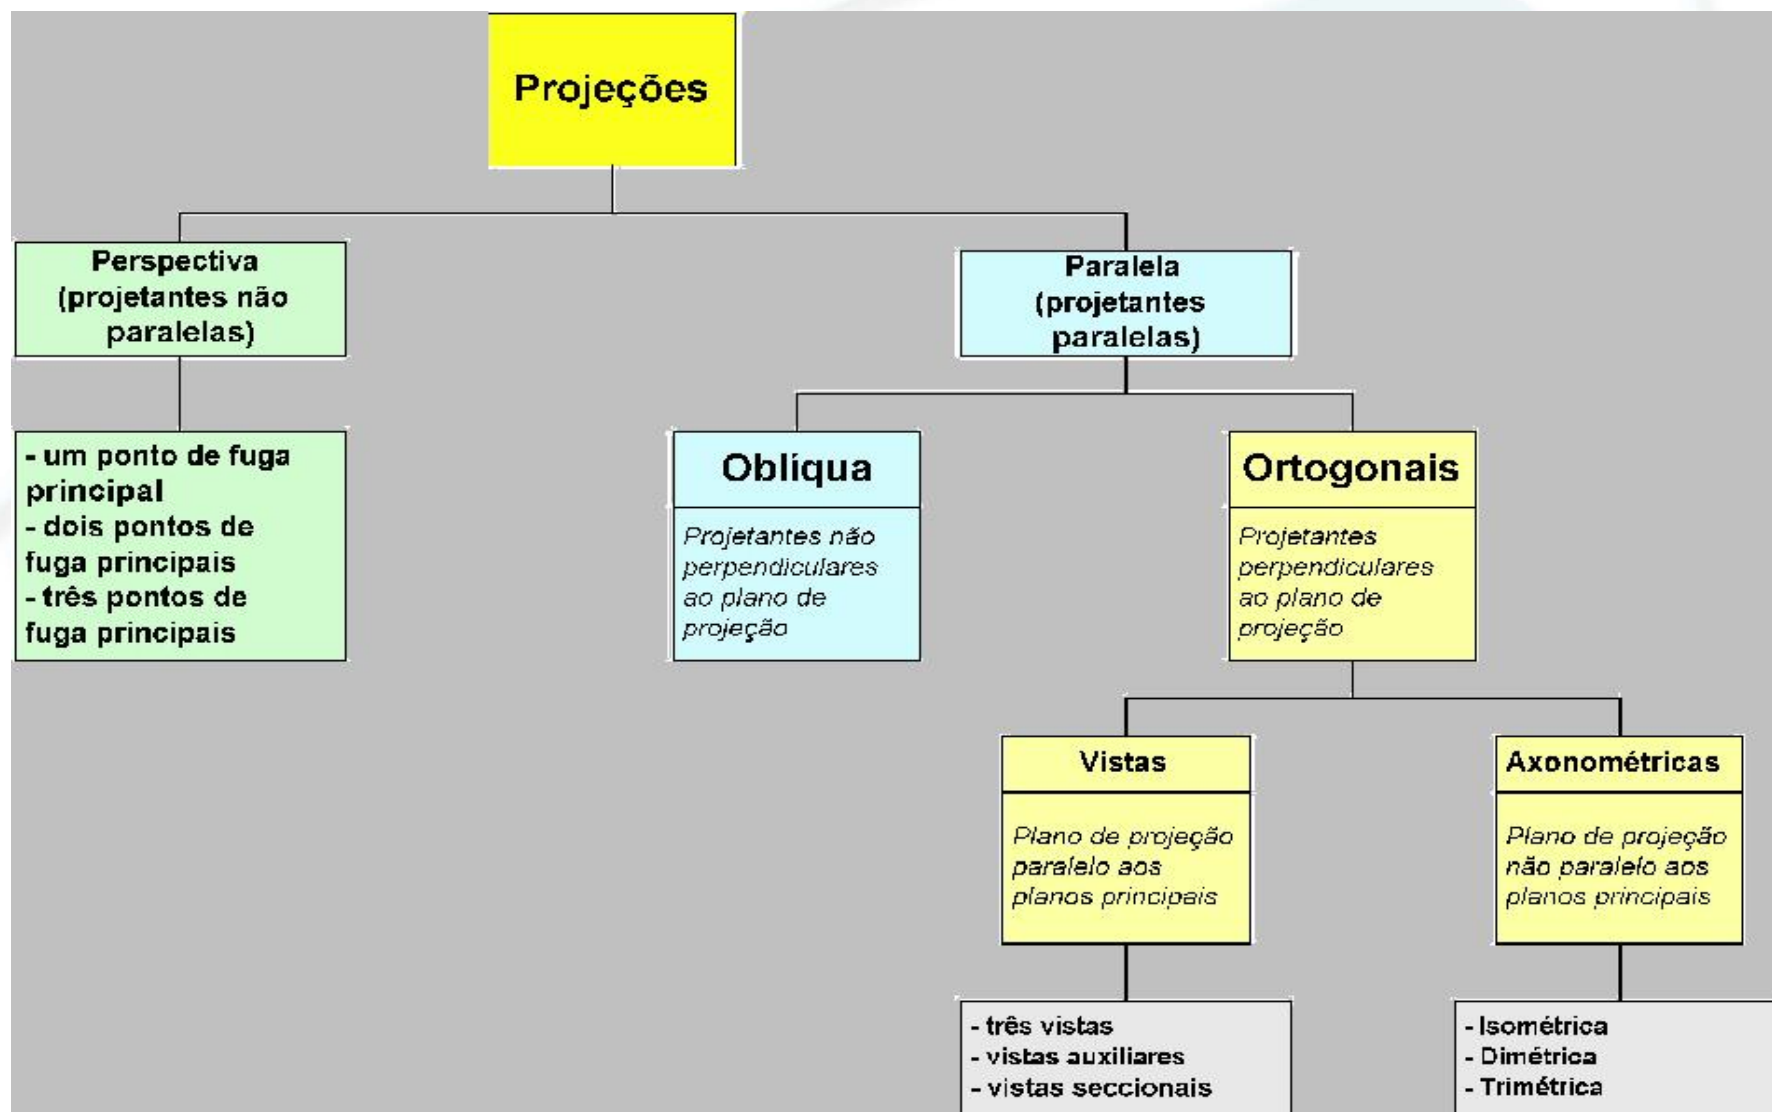 Projeções
Perspectiva
(projetantes não
paralelas)
Paralela
(projetantes
paralelas)
- um ponto de fuga
principal
- dois pontos de
fuga principais
- três pontos de
fuga principais
Oblíqua
Projetantes não
perpendiculares
ao plano de
projeção
Ortogonais
Projetantes
perpendiculares
ao plano de
projeção
Vistas
Plano de projeção
paralelo aos
planos principais
Axonométricas
Plano de projeção
não paralelo aos
planos principais
- três vistas
- vistas auxiliares
- vistas seccionais
- Isométrica
- Dimétrica
- Trimétrica